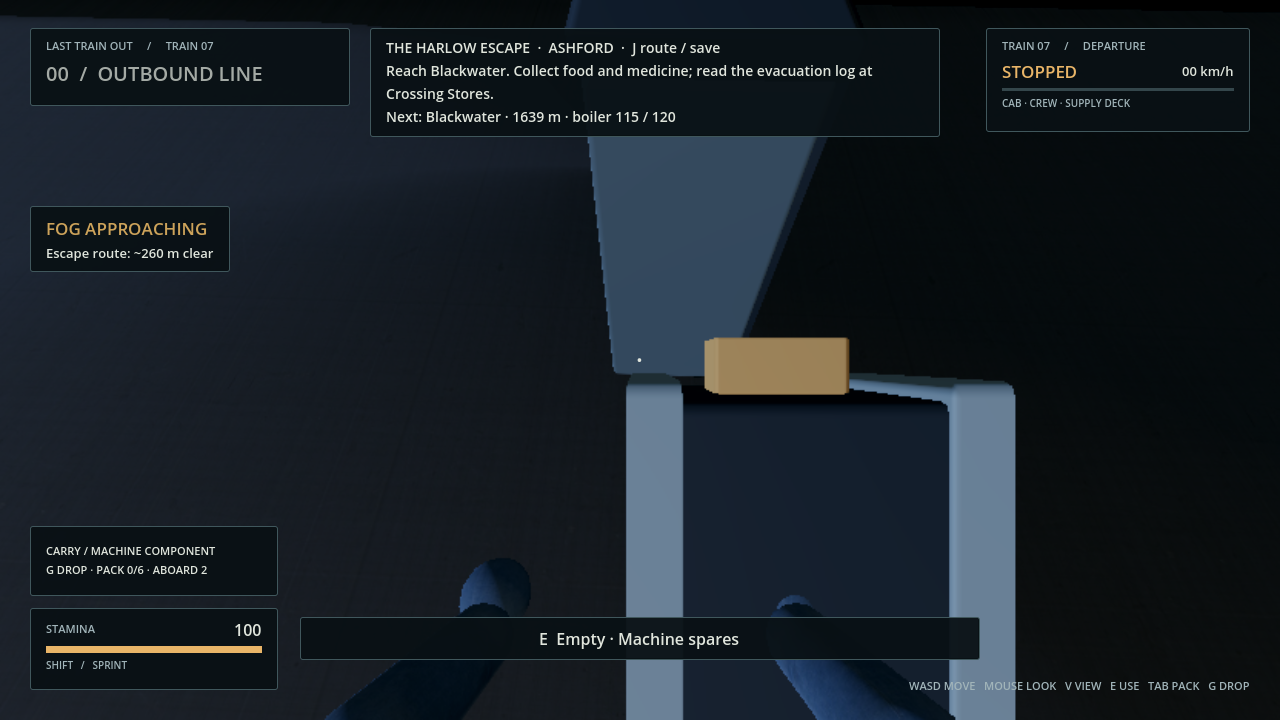 LAST TRAIN OUT / TRAIN 07
00 / OUTBOUND LINE
THE HARLOW ESCAPE · ASHFORD · J route / save
Reach Blackwater. Collect food and medicine; read the evacuation log at
Crossing Stores.
Next: Blackwater · 1639 m · boiler 115 / 120
TRAIN 07 / DEPARTURE
STOPPED 00 km/h
CAB · CREW · SUPPLY DECK
FOG APPROACHING
Escape route: ~260 m clear
CARRY / MACHINE COMPONENT
G DROP · PACK 0/6 · ABOARD 2
STAMINA 100
SHIFT / SPRINT
E Empty · Machine spares
WASD MOVE MOUSE LOOK V VIEW E USE TAB PACK G DROP